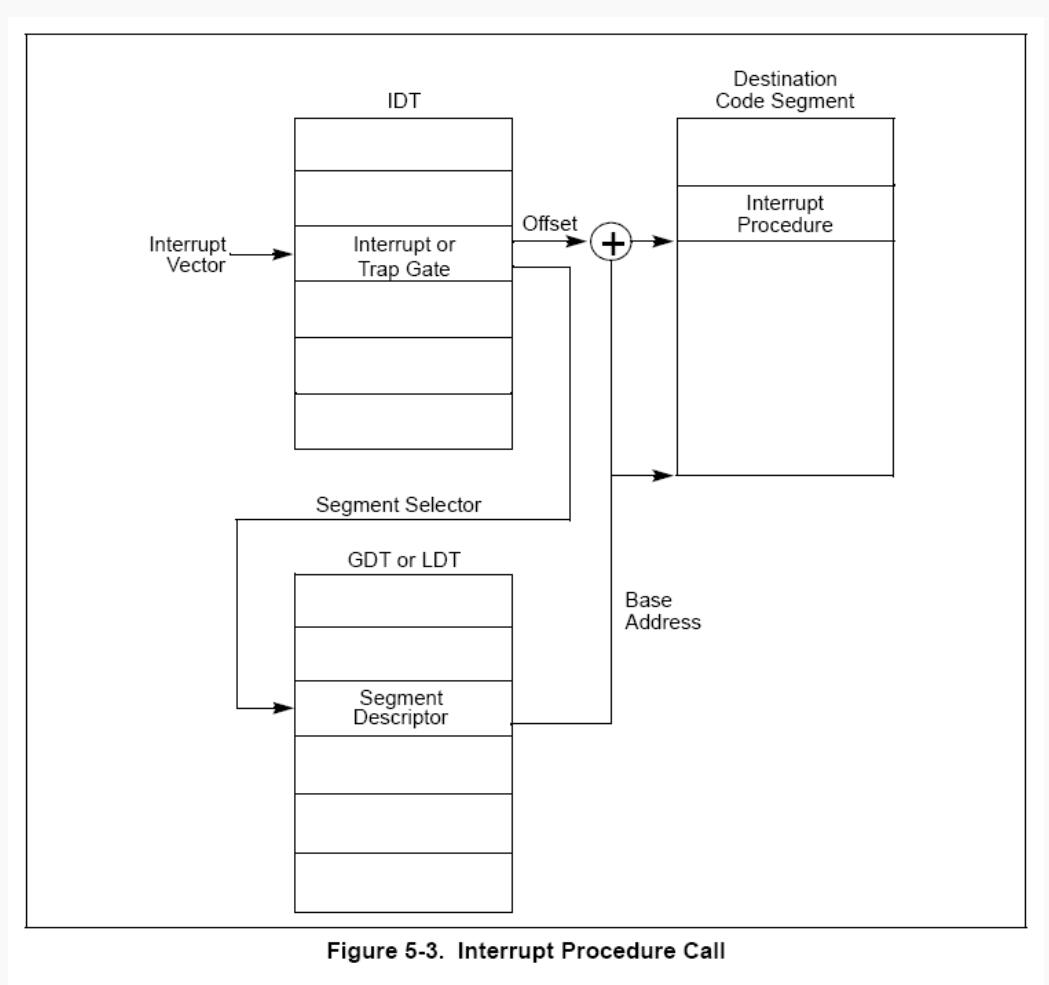 IDT
Destination
Code Segment
Interrupt
Vector
Interrupt or
Trap Gate
Offset
+
Interrupt
Procedure
Segment Selector
GDT or LDT
Segment
Descriptor
Base
Address
Figure 5-3. Interrupt Procedure Call